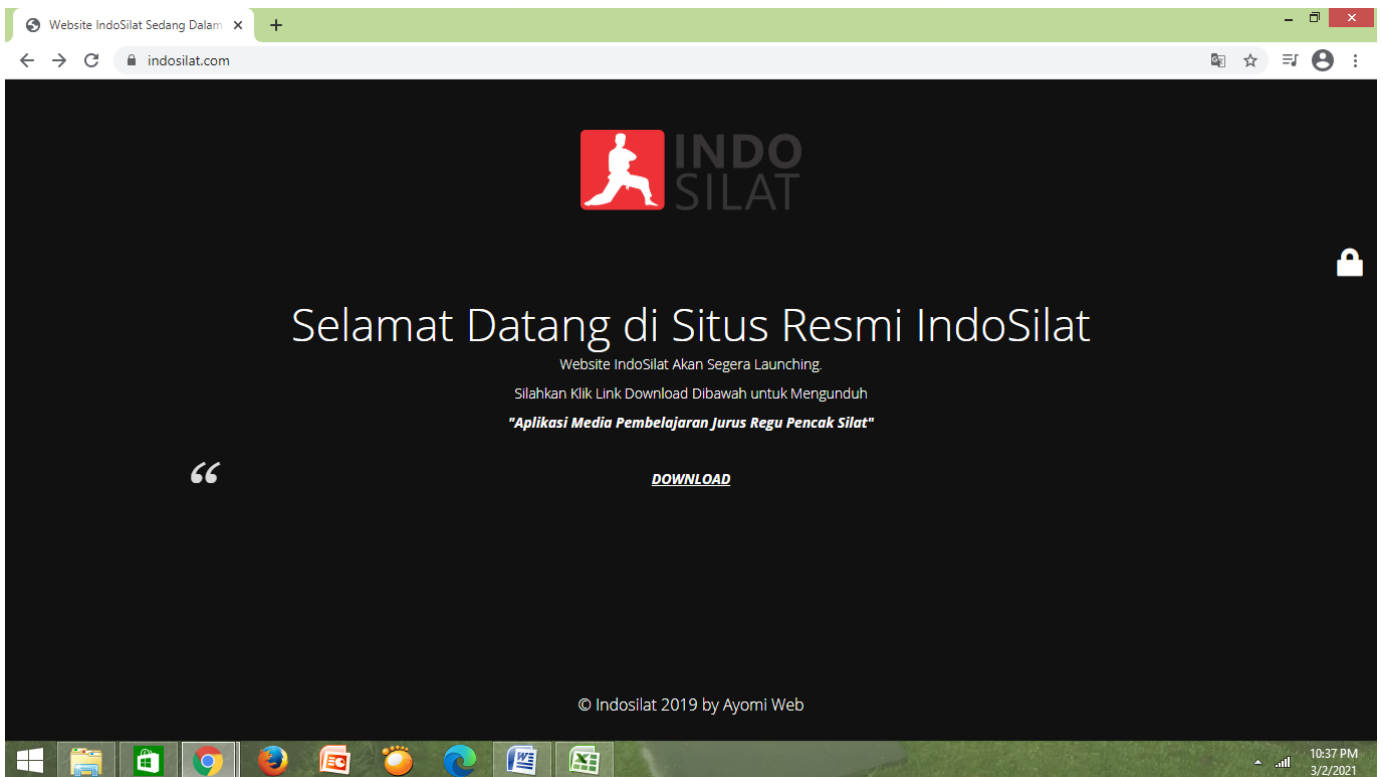 Website IndoSilat Sedang Dalam
indosilat.com
INDO
SILAT
Selamat Datang di Situs Resmi IndoSilat
Website IndoSilat Akan Segera Launching.
Silahkan Klik Link Download Dibawah untuk Mengunduh
"Aplikasi Media Pembelajaran Jurus Regu Pencak Silat"
“
DOWNLOAD
© Indosilat 2019 by Ayomi Web
10:37 PM
3/2/2021